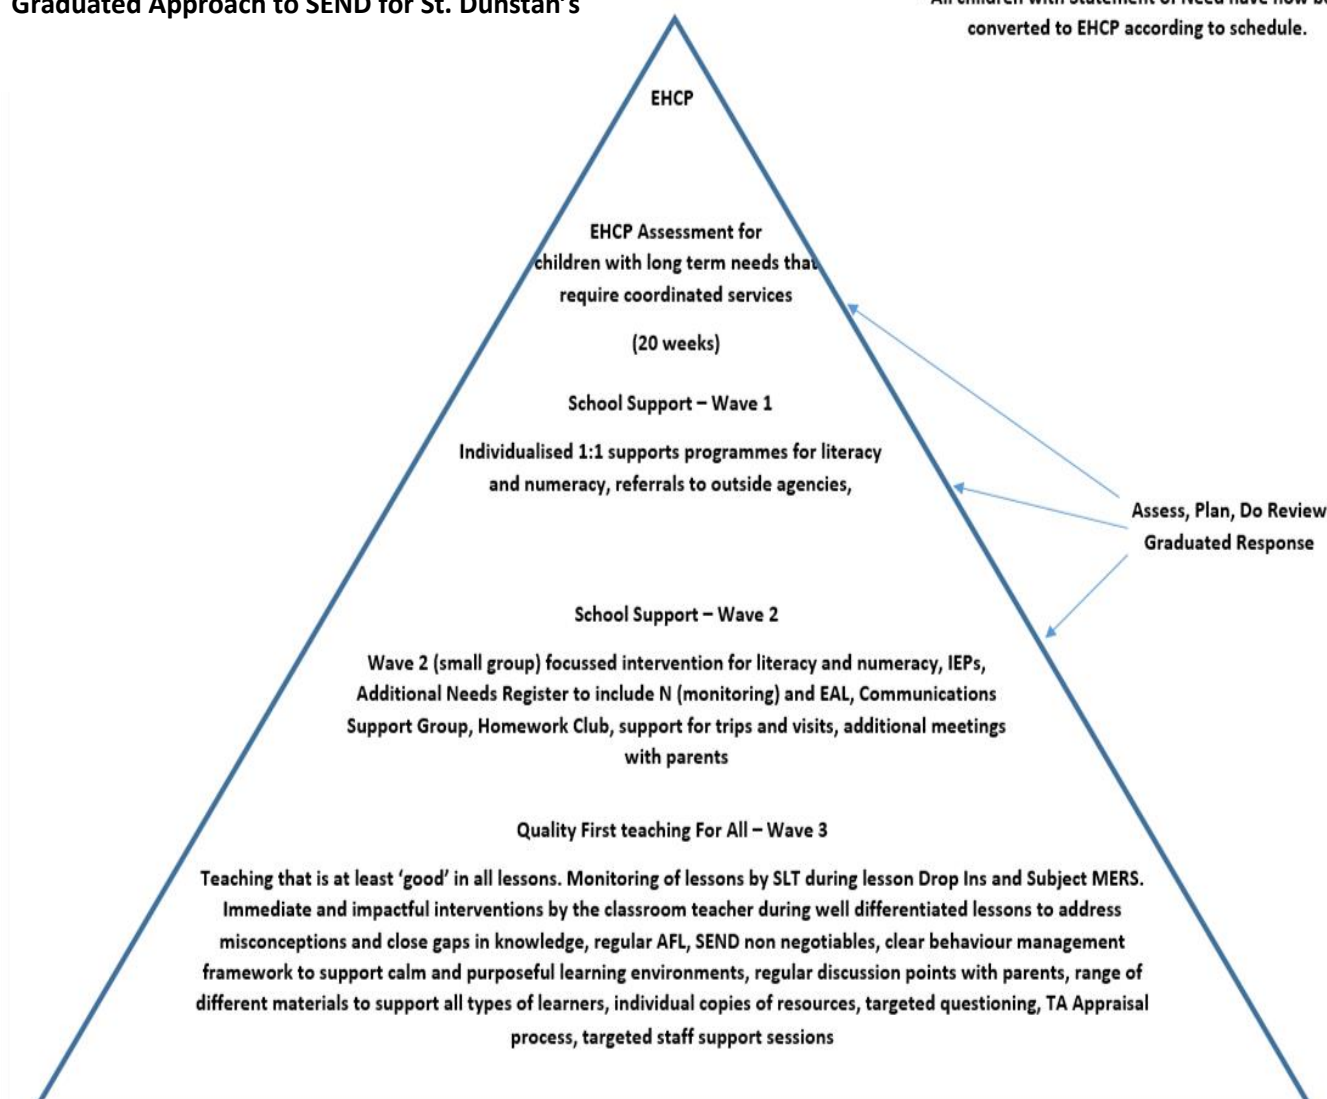 Graduated Approach to SEND for St. Dunstan's
All children with Statement of Need have now
converted to EHCP according to schedule.
EHCP
EHCP Assessment for
children with long term needs that
require coordinated services
(20 weeks)
School Support – Wave 1
Individualised 1:1 supports programmes for literacy
and numeracy, referrals to outside agencies,
Assess, Plan, Do Review
Graduated Response
School Support – Wave 2
Wave 2 (small group) focussed intervention for literacy and numeracy, IEPs,
Additional Needs Register to include N (monitoring) and EAL, Communications
Support Group, Homework Club, support for trips and visits, additional meetings
with parents
Quality First teaching For All – Wave 3
Teaching that is at least ‘good’ in all lessons. Monitoring of lessons by SLT during lesson Drop Ins and Subject MERS.
Immediate and impactful interventions by the classroom teacher during well differentiated lessons to address
misconceptions and close gaps in knowledge, regular AFL, SEND non negotiables, clear behaviour management
framework to support calm and purposeful learning environments, regular discussion points with parents, range of
different materials to support all types of learners, individual copies of resources, targeted questioning, TA Appraisal
process, targeted staff support sessions